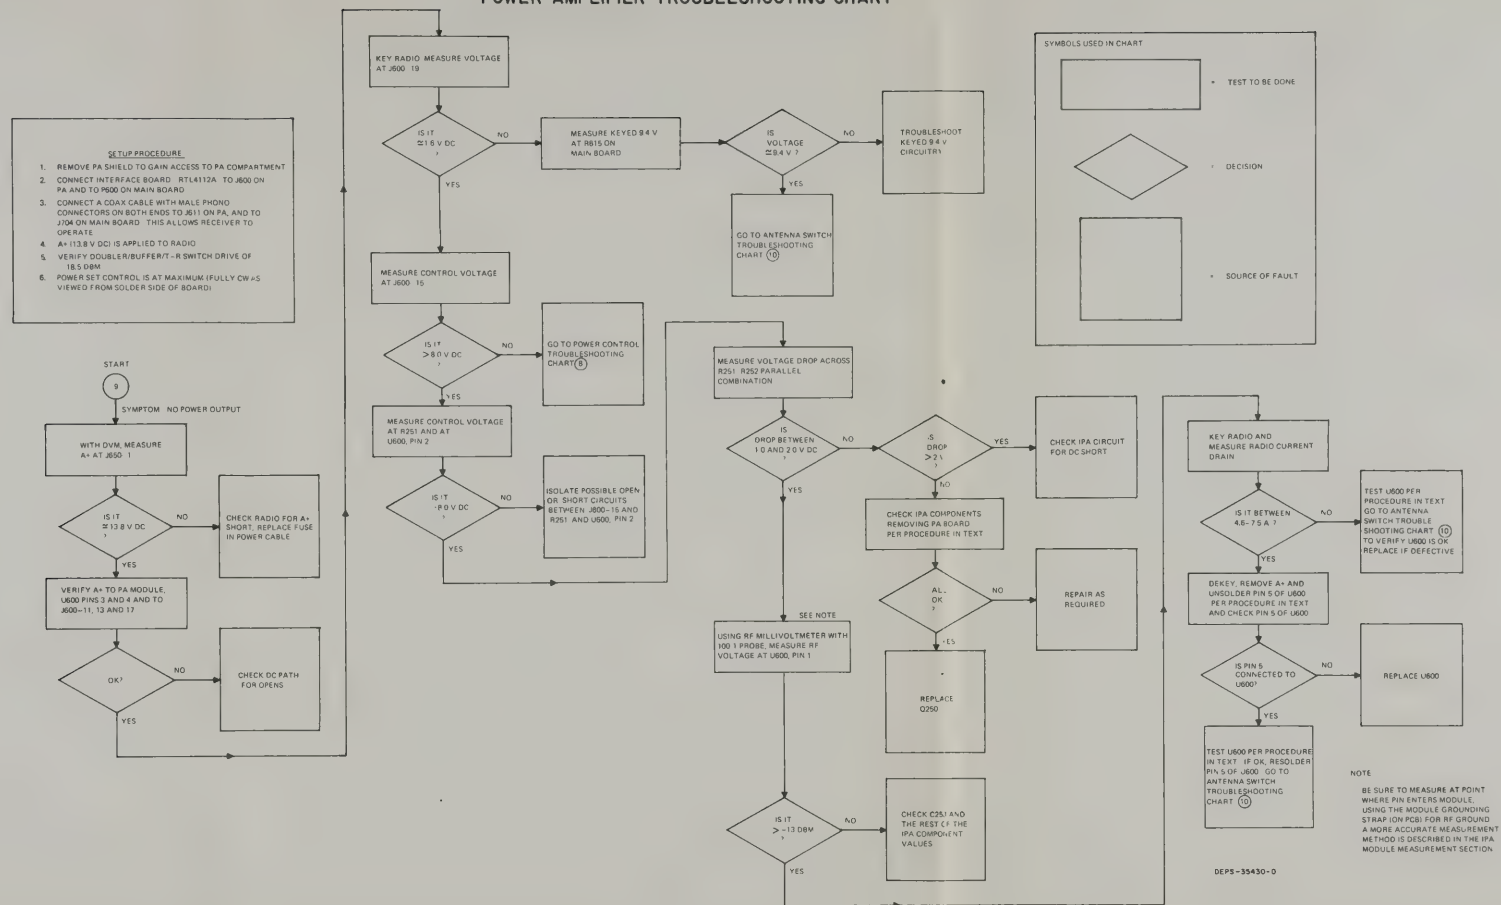 POWER AMPLIFIER TROUBLESHOOTING CHART
SETUP PROCEDURE
1. REMOVE PA SHIELD TO GAIN ACCESS TO PA COMPARTMENT
2. CONNECT INTERFACE BOARD RTL4112A TO J600 ON
PA AND TO P600 ON MAIN BOARD
3. CONNECT A COAX CABLE WITH MALE PHONO
CONNECTORS ON BOTH ENDS TO J611 ON PA, AND TO
J704 ON MAIN BOARD THIS ALLOWS RECEIVER TO
OPERATE
4. A+ (13.8 V DC) IS APPLIED TO RADIO
5. VERIFY DOUBLER/BUFFER/T-R SWITCH DRIVE OF
18.5 DBM
6. POWER SET CONTROL IS AT MAXIMUM (FULLY CW AS
VIEWED FROM SOLDER SIDE OF BOARD)
START
9
SYMPTOM NO POWER OUTPUT
WITH DVM, MEASURE
A+ AT J650 1
IS IT
≅13.8 V DC
?
NO
CHECK RADIO FOR A+
SHORT, REPLACE FUSE
IN POWER CABLE
YES
VERIFY A+ TO PA MODULE,
U600 PINS 3 AND 4 AND TO
J600-11, 13 AND 17
OK?
NO
CHECK DC PATH
FOR OPENS
YES
KEY RADIO MEASURE VOLTAGE
AT J600 19
IS IT
≅1.6 V DC
?
NO
MEASURE KEYED 9.4 V
AT R815 ON
MAIN BOARD
IS
VOLTAGE
≅9.4 V ?
NO
TROUBLESHOOT
KEYED 9.4 V
CIRCUITRY
YES
GO TO ANTENNA SWITCH
TROUBLESHOOTING
CHART 10
YES
MEASURE CONTROL VOLTAGE
AT J600 15
IS IT
>8.0 V DC
?
NO
GO TO POWER CONTROL
TROUBLESHOOTING
CHART 8
YES
MEASURE CONTROL VOLTAGE
AT R251 AND AT
U600, PIN 2
IS IT
8.0 V DC
?
NO
ISOLATE POSSIBLE OPEN
OR SHORT CIRCUITS
BETWEEN J600-15 AND
R251 AND U600, PIN 2
YES
MEASURE VOLTAGE DROP ACROSS
R251 R252 PARALLEL
COMBINATION
IS
DROP BETWEEN
1.0 AND 2.0 V DC
?
NO
IS
DROP
>2 V
?
YES
CHECK IPA CIRCUIT
FOR DC SHORT
NO
CHECK IPA COMPONENTS
REMOVING PA BOARD
PER PROCEDURE IN TEXT
ALL
OK
?
NO
REPAIR AS
REQUIRED
YES
REPLACE
Q250
YES
SEE NOTE
USING RF MILLIVOLTMETER WITH
100 1 PROBE, MEASURE RF
VOLTAGE AT U600, PIN 1
IS IT
> -13 DBM
?
NO
CHECK C251 AND
THE REST OF THE
IPA COMPONENT
VALUES
YES
KEY RADIO AND
MEASURE RADIO CURRENT
DRAIN
IS IT BETWEEN
4.6-7.5 A ?
NO
TEST U600 PER
PROCEDURE IN TEXT
GO TO ANTENNA
SWITCH TROUBLE
SHOOTING CHART 10
TO VERIFY U600 IS OK
REPLACE IF DEFECTIVE
YES
DEKEY, REMOVE A+ AND
UNSOLDER PIN 5 OF U600
PER PROCEDURE IN TEXT
AND CHECK PIN 5 OF U600
IS PIN 5
CONNECTED TO
U600?
NO
REPLACE U600
YES
TEST U600 PER PROCEDURE
IN TEXT IF OK, RESOLDER
PIN 5 OF U600 GO TO
ANTENNA SWITCH
TROUBLESHOOTING
CHART 10
SYMBOLS USED IN CHART
= TEST TO BE DONE
= DECISION
= SOURCE OF FAULT
NOTE
BE SURE TO MEASURE AT POINT
WHERE PIN ENTERS MODULE,
USING THE MODULE GROUNDING
STRAP (ON PCB) FOR RF GROUND
A MORE ACCURATE MEASUREMENT
METHOD IS DESCRIBED IN THE IPA
MODULE MEASUREMENT SECTION
DEPS-35430-0